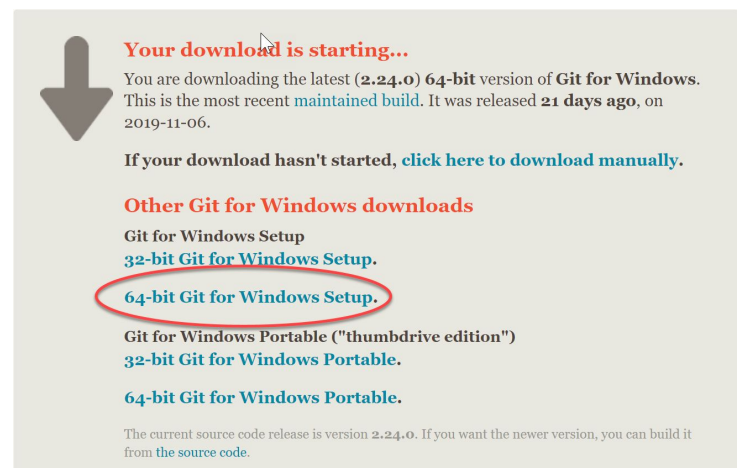 Your download is starting...
You are downloading the latest (2.24.0) 64-bit version of Git for Windows.
This is the most recent maintained build. It was released 21 days ago, on
2019-11-06.
If your download hasn't started, click here to download manually.
Other Git for Windows downloads
Git for Windows Setup
32-bit Git for Windows Setup.
64-bit Git for Windows Setup.
Git for Windows Portable ("thumbdrive edition")
32-bit Git for Windows Portable.
64-bit Git for Windows Portable.
The current source code release is version 2.24.0. If you want the newer version, you can build it
from the source code.